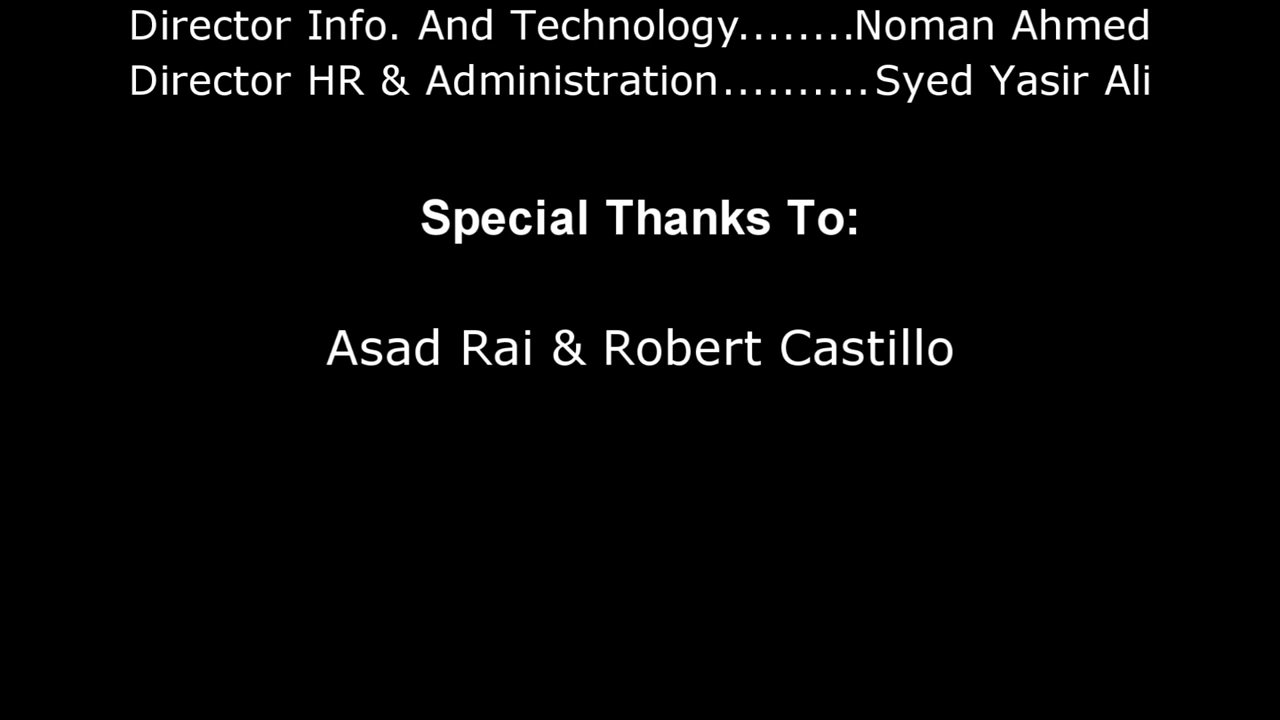 Director Info. And Technology........Noman Ahmed
Director HR & Administration..........Syed Yasir Ali
Special Thanks To:
Asad Rai & Robert Castillo